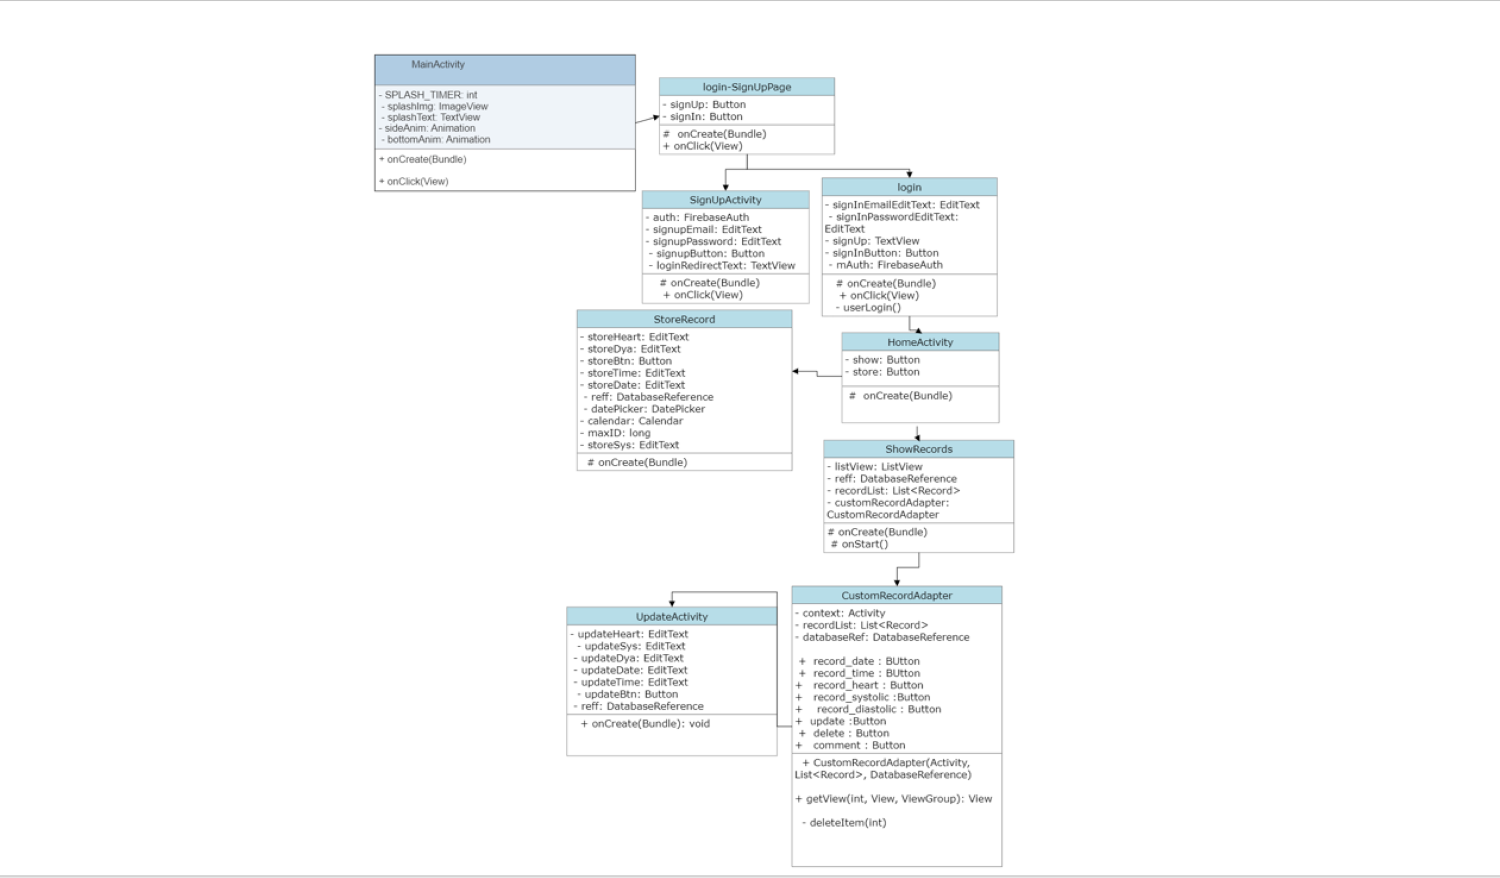 MainActivity
- SPLASH_TIMER: int
- splashImg: ImageView
- splashText: TextView
- sideAnim: Animation
- bottomAnim: Animation
+ onCreate(Bundle)
+ onClick(View)
login-SignUpPage
- signUp: Button
- signIn: Button
# onCreate(Bundle)
+ onClick(View)
SignUpActivity
- auth: FirebaseAuth
- signupEmail: EditText
- signupPassword: EditText
- signupButton: Button
- loginRedirectText: TextView
# onCreate(Bundle)
+ onClick(View)
login
- signInEmailEditText: EditText
- signInPasswordEditText:
EditText
- signUp: TextView
- signInButton: Button
- mAuth: FirebaseAuth
# onCreate(Bundle)
+ onClick(View)
- userLogin()
StoreRecord
- storeHeart: EditText
- storeDya: EditText
- storeBtn: Button
- storeTime: EditText
- storeDate: EditText
- reff: DatabaseReference
- datePicker: DatePicker
- calendar: Calendar
- maxID: long
- storeSys: EditText
# onCreate(Bundle)
HomeActivity
- show: Button
- store: Button
# onCreate(Bundle)
ShowRecords
- listView: ListView
- reff: DatabaseReference
- recordList: List<Record>
- customRecordAdapter:
CustomRecordAdapter
# onCreate(Bundle)
# onStart()
UpdateActivity
- updateHeart: EditText
- updateSys: EditText
- updateDya: EditText
- updateDate: EditText
- updateTime: EditText
- updateBtn: Button
- reff: DatabaseReference
+ onCreate(Bundle): void
CustomRecordAdapter
- context: Activity
- recordList: List<Record>
- databaseRef: DatabaseReference
+ record_date : BUtton
+ record_time : BUtton
+ record_heart : Button
+ record_systolic :Button
+ record_diastolic : Button
+ update :Button
+ delete : Button
+ comment : Button
+ CustomRecordAdapter(Activity,
List<Record>, DatabaseReference)
+ getView(int, View, ViewGroup): View
- deleteItem(int)